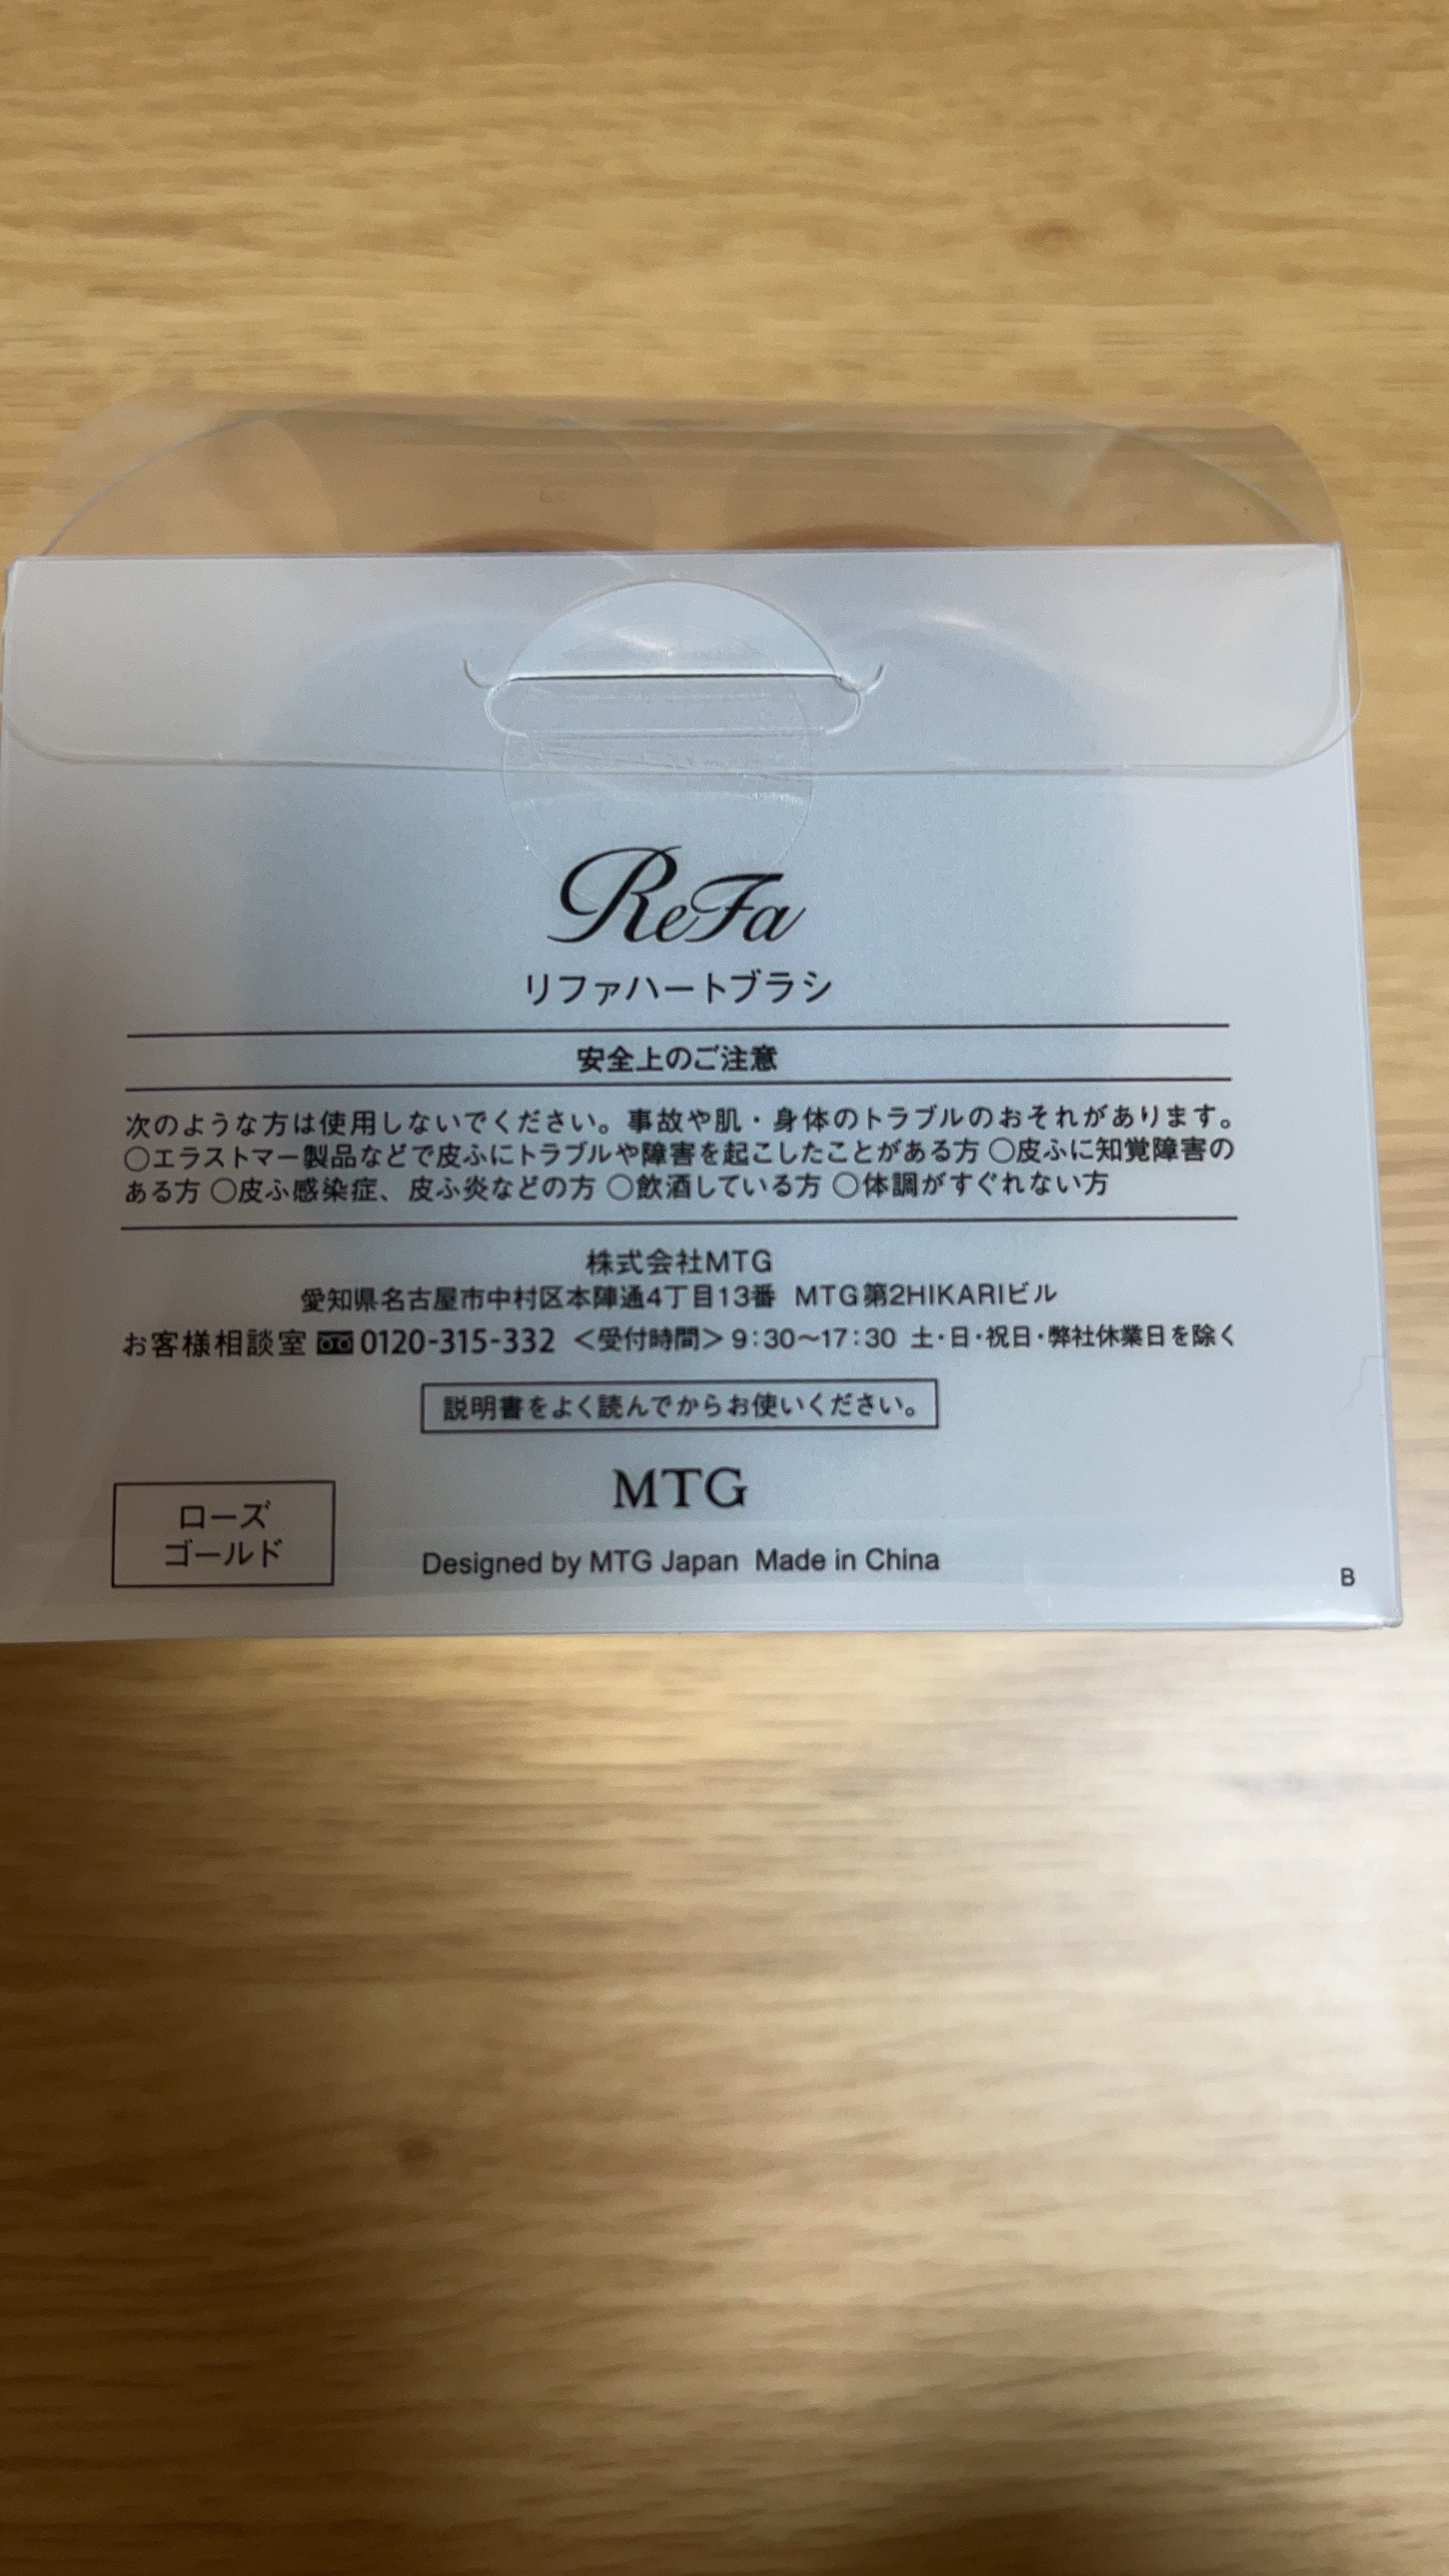 ReFa
リファハートブラシ
安全上のご注意
次のような方は使用しないでください。事故や肌・身体のトラブルのおそれがあります。
○エラストマー製品などで皮ふにトラブルや障害を起こしたことがある方 ○皮ふに知覚障害の
ある方 ○皮ふ感染症、皮ふ炎などの方 ○飲酒している方 ○体調がすぐれない方
株式会社MTG
愛知県名古屋市中村区本陣通4丁目13番 MTG第2HIKARIビル
お客様相談室 0120-315-332 <受付時間> 9:30〜17:30 土・日・祝日・弊社休業日を除く
説明書をよく読んでからお使いください。
MTG
ローズ
ゴールド
Designed by MTG Japan Made in China
B